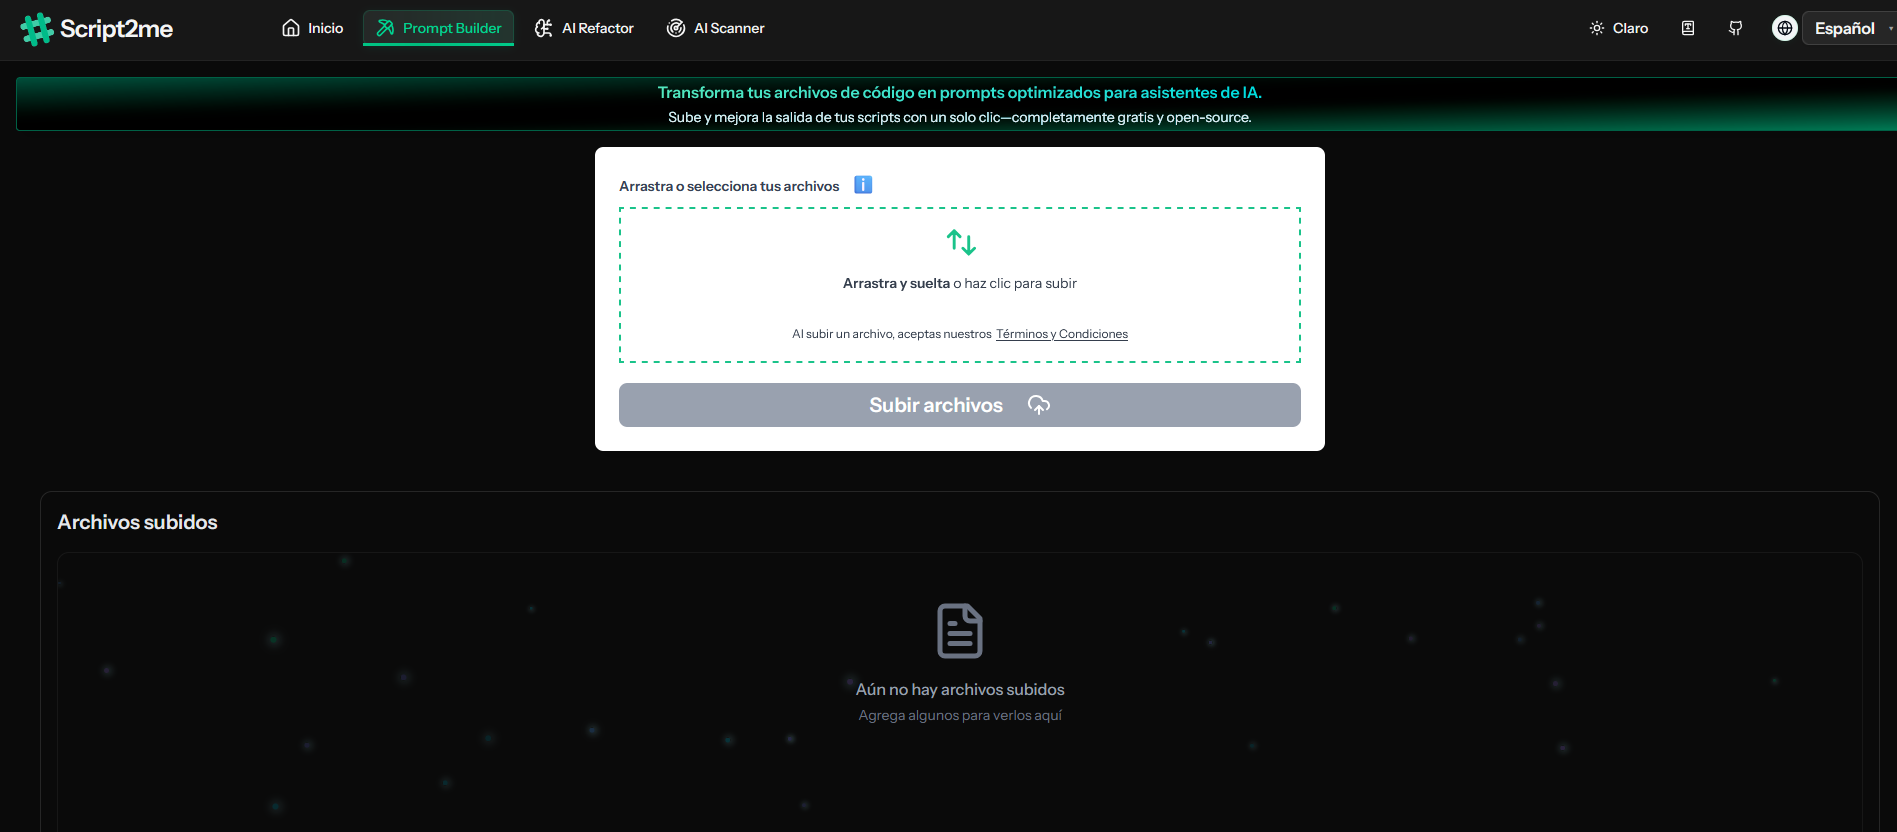 Script2me
Inicio
Prompt Builder
AI Refactor
AI Scanner
Claro
Español
Transforma tus archivos de código en prompts optimizados para asistentes de IA.
Sube y mejora la salida de tus scripts con un solo clic—completamente gratis y open-source.
Arrastra o selecciona tus archivos
Arrastra y suelta o haz clic para subir
Al subir un archivo, aceptas nuestros Términos y Condiciones
Subir archivos
Archivos subidos
Aún no hay archivos subidos
Agrega algunos para verlos aquí